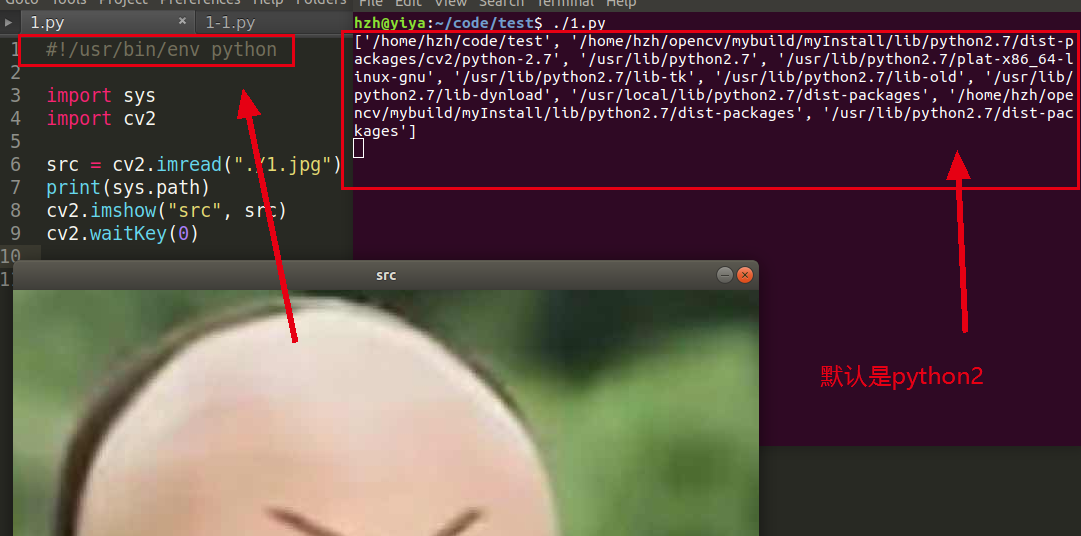 Goto Tools Project Preferences Help Folders
File Edit View Search Terminal Help
1.py × 1-1.py
1 #!/usr/bin/env python
2
3 import sys
4 import cv2
5
6 src = cv2.imread("./1.jpg")
7 print(sys.path)
8 cv2.imshow("src", src)
9 cv2.waitKey(0)
10
hzh@yiya:~/code/test$ ./1.py
['/home/hzh/code/test', '/home/hzh/opencv/mybuild/myInstall/lib/python2.7/dist-p
ackages/cv2/python-2.7', '/usr/lib/python2.7', '/usr/lib/python2.7/plat-x86_64-l
inux-gnu', '/usr/lib/python2.7/lib-tk', '/usr/lib/python2.7/lib-old', '/usr/lib/
python2.7/lib-dynload', '/usr/local/lib/python2.7/dist-packages', '/home/hzh/ope
ncv/mybuild/myInstall/lib/python2.7/dist-packages', '/usr/lib/python2.7/dist-pac
kages']
src
默认是python2